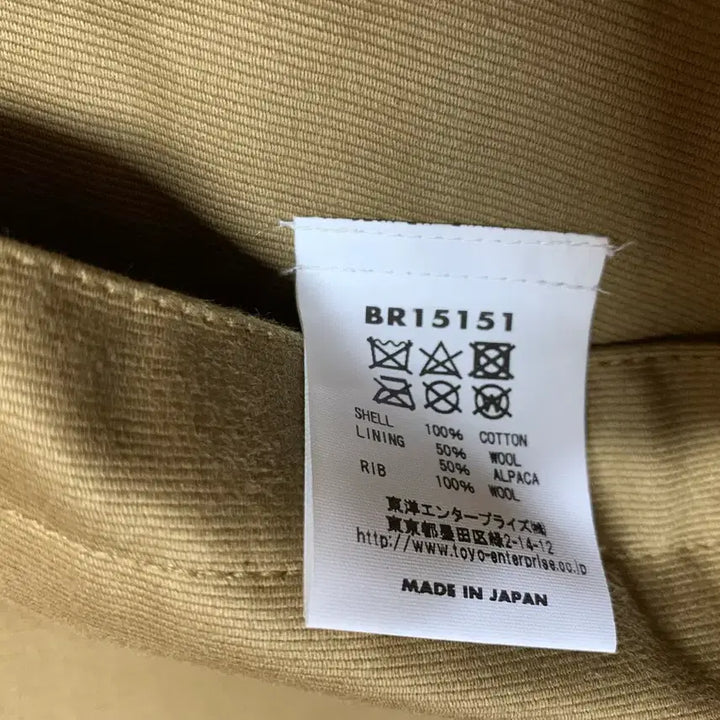 BR15151
SHELL 100% COTTON
LINING 50% WOOL
50% ALPACA
RIB 100% WOOL
東洋エンタープライズ㈱
東京都墨田区緑2-14-12
http://www.toyo-enterprise.co.jp
MADE IN JAPAN